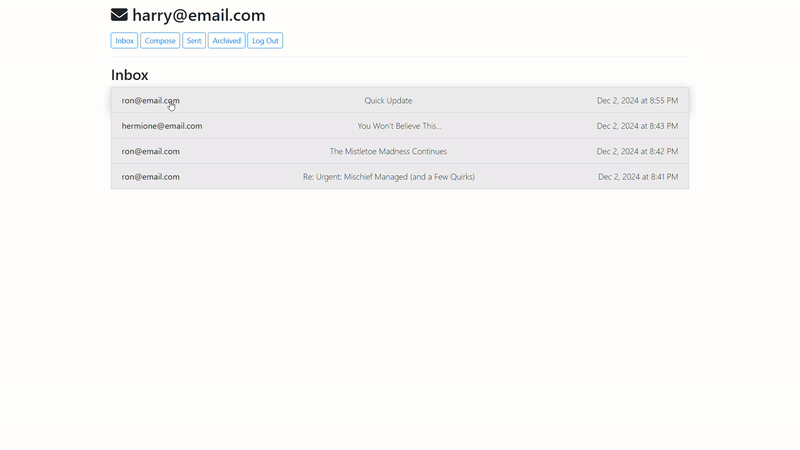 harry@email.com
Inbox Compose Sent Archived Log Out
Inbox
ron@email.com Quick Update Dec 2, 2024 at 8:55 PM
hermione@email.com You Won't Believe This... Dec 2, 2024 at 8:43 PM
ron@email.com The Mistletoe Madness Continues Dec 2, 2024 at 8:42 PM
ron@email.com Re: Urgent: Mischief Managed (and a Few Quirks) Dec 2, 2024 at 8:41 PM